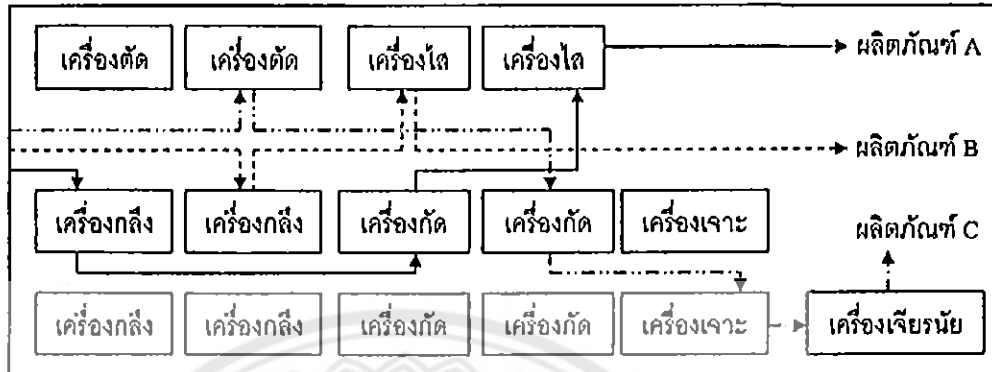 เครื่องตัด เครื่องตัด เครื่องไส เครื่องไส ผลิตภัณฑ์ A
ผลิตภัณฑ์ B
เครื่องกลึง เครื่องกลึง เครื่องกัด เครื่องกัด เครื่องเจาะ ผลิตภัณฑ์ C
เครื่องกลึง เครื่องกลึง เครื่องกัด เครื่องกัด เครื่องเจาะ เครื่องเจียรนัย